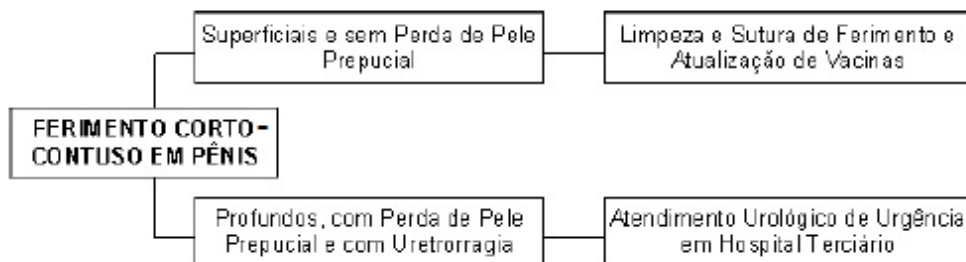 Superficiais e sem Perda de Pele
Prepucial
Limpeza e Sutura de Ferimento e
Atualização de Vacinas
FERIMENTO CORTO-
CONTUSO EM PÊNIS
Profundos, com Perda de Pele
Prepucial e com Uretrorragia
Atendimento Urológico de Urgência
em Hospital Terciário